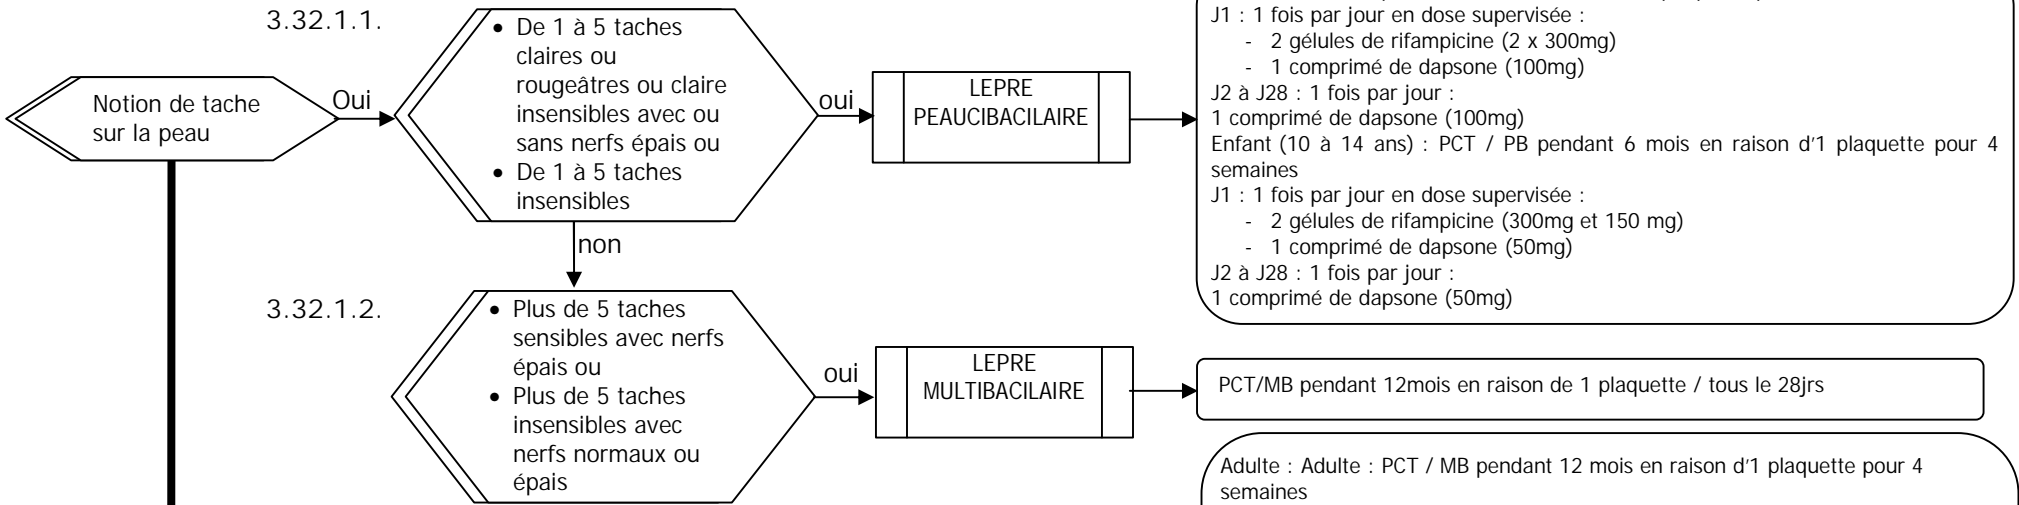 3.32.1.1.
Notion de tache
sur la peau
Oui
• De 1 à 5 taches
claires ou
rougeâtres ou claire
insensibles avec ou
sans nerfs épais ou
• De 1 à 5 taches
insensibles
oui
LEPRE
PEAUCIBACILAIRE
J1 : 1 fois par jour en dose supervisée :
- 2 gélules de rifampicine (2 x 300mg)
- 1 comprimé de dapsone (100mg)
J2 à J28 : 1 fois par jour :
1 comprimé de dapsone (100mg)
Enfant (10 à 14 ans) : PCT / PB pendant 6 mois en raison d'1 plaquette pour 4
semaines
J1 : 1 fois par jour en dose supervisée :
- 2 gélules de rifampicine (300mg et 150 mg)
- 1 comprimé de dapsone (50mg)
J2 à J28 : 1 fois par jour :
1 comprimé de dapsone (50mg)
non
3.32.1.2.
• Plus de 5 taches
sensibles avec nerfs
épais ou
• Plus de 5 taches
insensibles avec
nerfs normaux ou
épais
oui
LEPRE
MULTIBACILAIRE
PCT/MB pendant 12mois en raison de 1 plaquette / tous le 28jrs
Adulte : Adulte : PCT / MB pendant 12 mois en raison d'1 plaquette pour 4
semaines